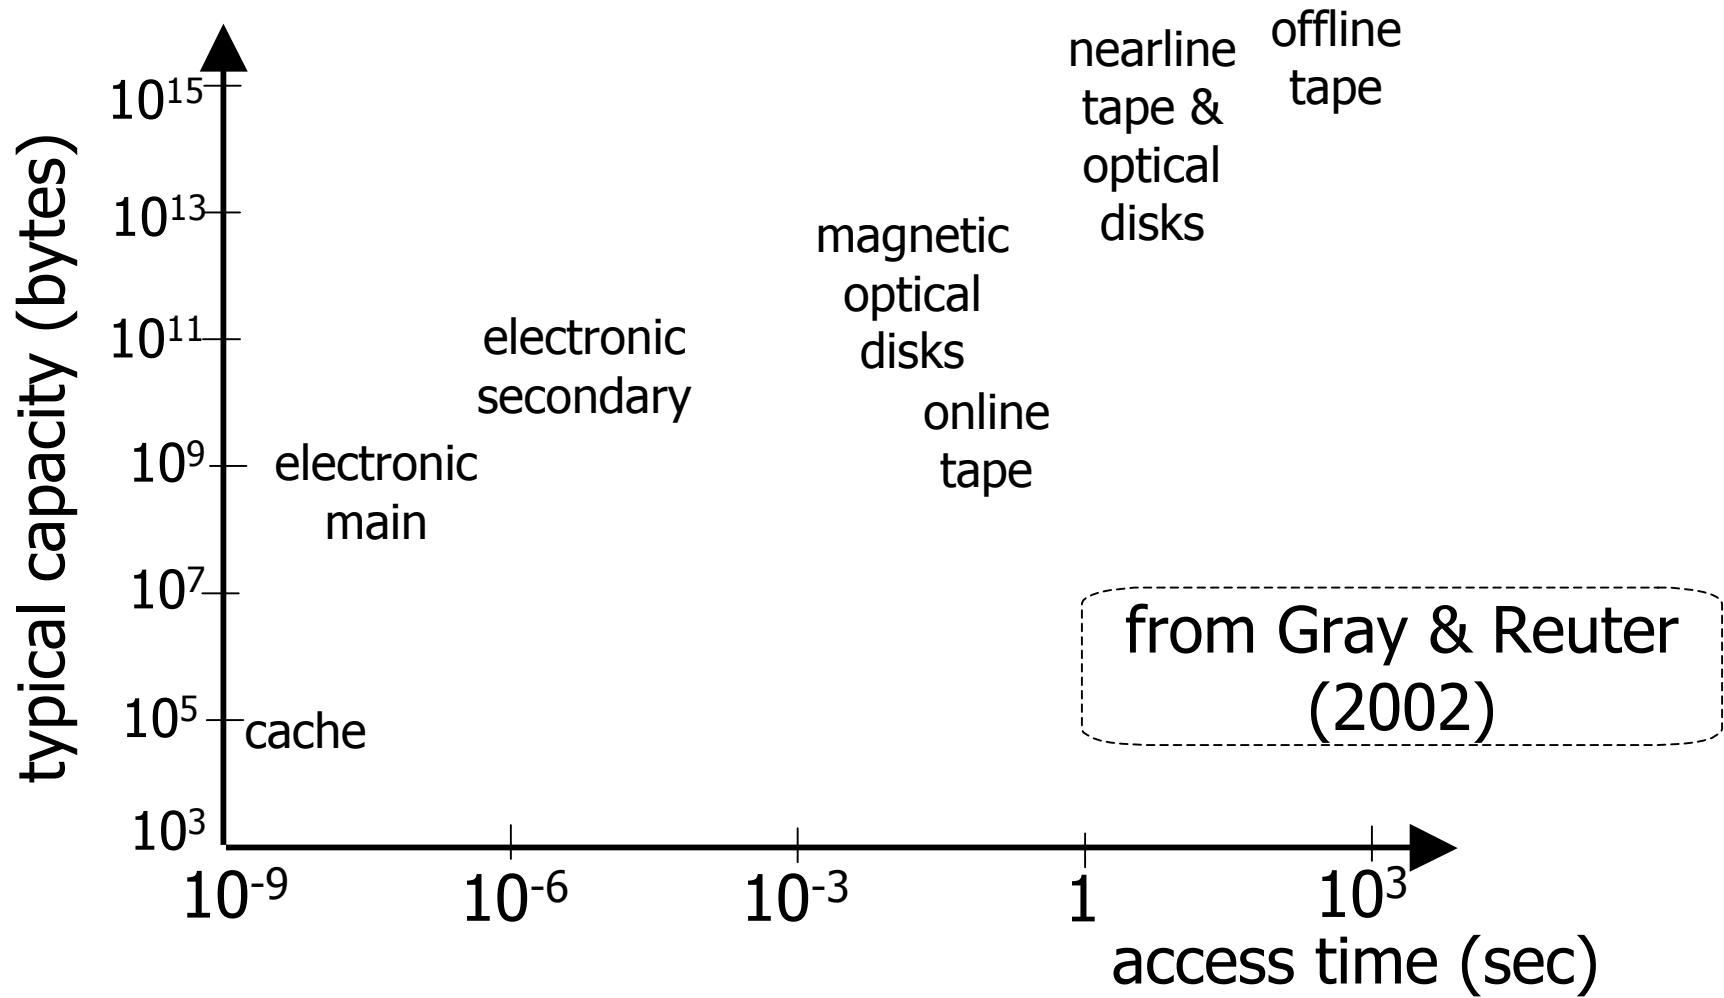 typical capacity (bytes)
10^15
10^13
10^11
10^9
10^7
10^5
10^3
cache
electronic
main
electronic
secondary
magnetic
optical
disks
online
tape
nearline
tape &
optical
disks
offline
tape
from Gray & Reuter
(2002)
10^-9
10^-6
10^-3
1
10^3
access time (sec)